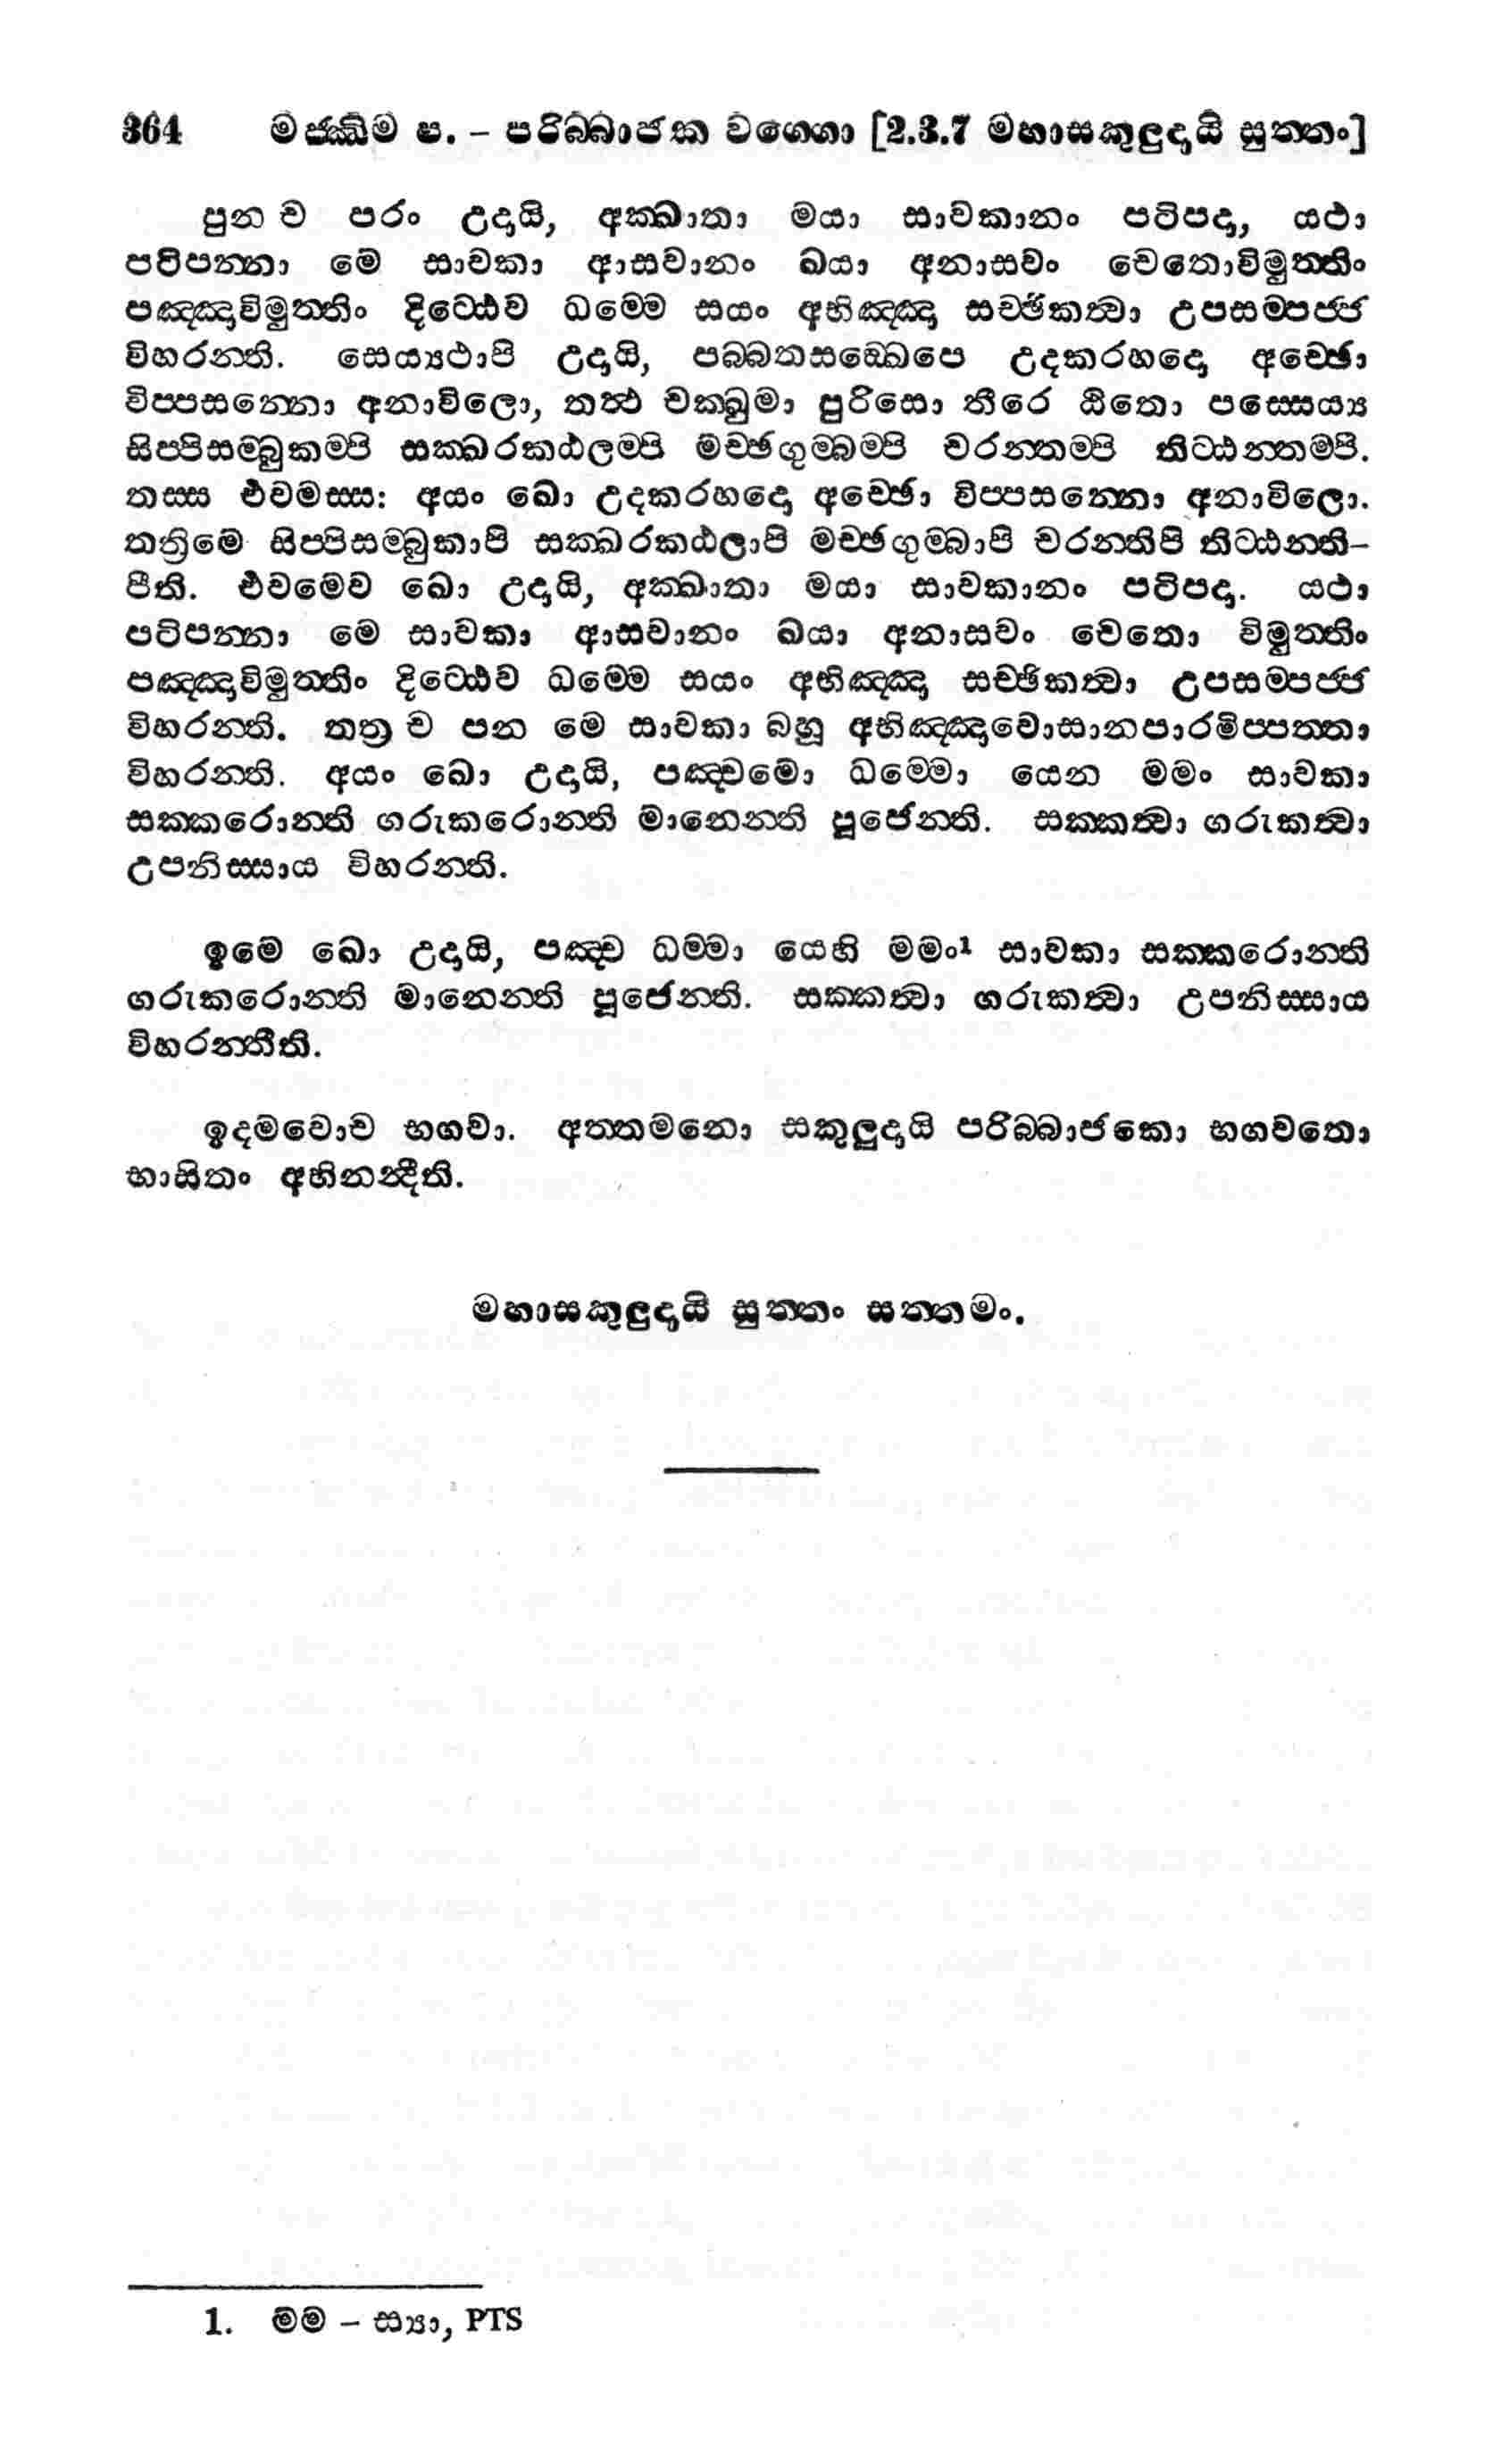 364 මජ්ඣිම ප. – පරිබ්බාජක වග්ගො [2.3.7 මහාසකුලුදායි සුත්තං]
පුන ච පරං උදායි, අක්ඛාතා මයා සාවකානං පටිපදා, යථා
පටිපන්නා මෙ සාවකා ආසවානං ඛයා අනාසවං චෙතොවිමුත්තිං
පඤ්ඤාවිමුත්තිං දිට්ඨෙව ධම්මෙ සයං අභිඤ්ඤා සච්ඡිකත්වා උපසම්පජ්ජ
විහරන්ති. සෙය්‍යථාපි උදායි, පබ්බතසඞ්ඛෙපෙ උදකරහදො අච්ඡො
විප්පසන්නො අනාවිලො, තත්‍ථ චක්ඛුමා පුරිසො තීරෙ ඨිතො පස්සෙය්‍ය
සිප්පිසම්බුකම්පි සක්ඛරකඨලම්පි මච්ඡගුම්බම්පි චරන්තම්පි තිට්ඨන්තම්පි.
තස්ස එවමස්ස: අයං ඛො උදකරහදො අච්ඡො විප්පසන්නො අනාවිලො.
තත්‍රිමෙ සිප්පිසම්බුකාපි සක්ඛරකඨලාපි මච්ඡගුම්බාපි චරන්තිපි තිට්ඨන්ති–
පීති. එවමෙව ඛො උදායි, අක්ඛාතා මයා සාවකානං පටිපදා. යථා
පටිපන්නා මෙ සාවකා ආසවානං ඛයා අනාසවං චෙතො විමුත්තිං
පඤ්ඤාවිමුත්තිං දිට්ඨෙව ධම්මෙ සයං අභිඤ්ඤා සච්ඡිකත්වා උපසම්පජ්ජ
විහරන්ති. තත්‍ර ච පන මෙ සාවකා බහූ අභිඤ්ඤාවොසානපාරමිප්පත්තා
විහරන්ති. අයං ඛො උදායි, පඤ්චමො ධම්මො යෙන මමං සාවකා
සක්කරොන්ති ගරුකරොන්ති මානෙන්ති පූජෙන්ති. සක්කත්වා ගරුකත්වා
උපනිස්සාය විහරන්ති.
ඉමෙ ඛො උදායි, පඤ්ච ධම්මා යෙහි මමං¹ සාවකා සක්කරොන්ති
ගරුකරොන්ති මානෙන්ති පූජෙන්ති. සක්කත්වා ගරුකත්වා උපනිස්සාය
විහරන්තීති.
ඉදමවොච භගවා. අත්තමනො සකුලුදායි පරිබ්බාජකො භගවතො
භාසිතං අභිනන්දීති.
මහාසකුලුදායි සුත්තං සත්තමං.
1. මම – ස්‍යා, PTS